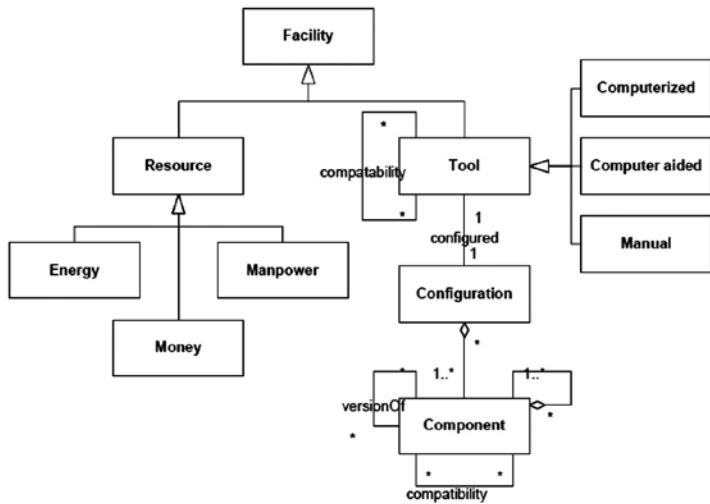 Facility
Computerized
*
Resource
compatability
Tool
Computer aided
*
1
configured
Manual
1
Energy
Manpower
Configuration
Money
*
* 1..* 1..*
versionOf
Component
*
*
* *
compatibility